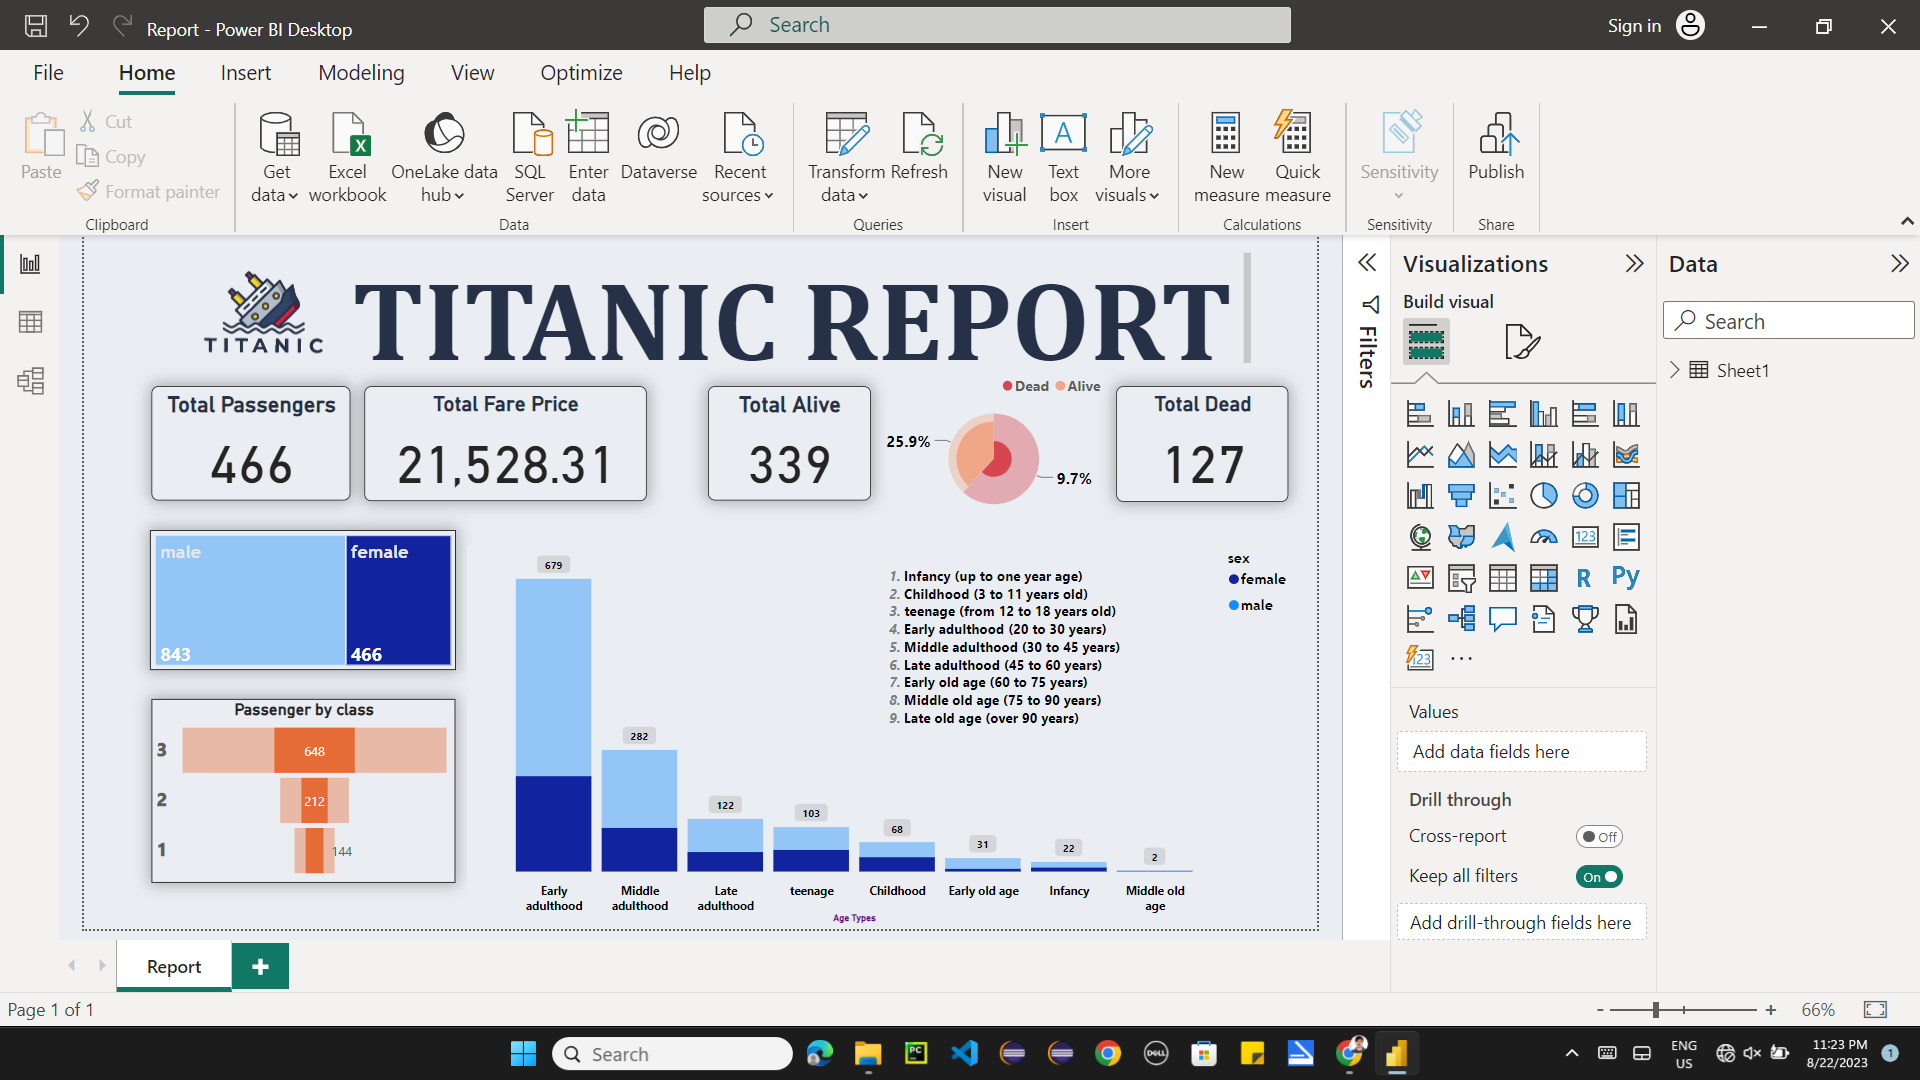 Report - Power BI Desktop
Search
Sign in
File
Home
Insert
Modeling
View
Optimize
Help
Paste
Cut
Copy
Format painter
Clipboard
Get data
Excel workbook
OneLake data hub
SQL Server
Enter data
Dataverse
Recent sources
Data
Transform data
Refresh
Queries
New visual
Text box
More visuals
Insert
New measure
Quick measure
Calculations
Sensitivity
Sensitivity
Publish
Share
TITANIC
TITANIC REPORT
Total Passengers
466
Total Fare Price
21,528.31
Total Alive
339
Dead
Alive
25.9%
9.7%
Total Dead
127
male
843
female
466
Passenger by class
3
648
2
212
1
144
679
282
122
103
68
31
22
2
Early adulthood
Middle adulthood
Late adulthood
teenage
Childhood
Early old age
Infancy
Middle old age
Age Types
1. Infancy (up to one year age)
2. Childhood (3 to 11 years old)
3. teenage (from 12 to 18 years old)
4. Early adulthood (20 to 30 years)
5. Middle adulthood (30 to 45 years)
6. Late adulthood (45 to 60 years)
7. Early old age (60 to 75 years)
8. Middle old age (75 to 90 years)
9. Late old age (over 90 years)
sex
female
male
Filters
Visualizations
Build visual
123
R
Py
123
...
Values
Add data fields here
Drill through
Cross-report
Off
Keep all filters
On
Add drill-through fields here
Data
Search
Sheet1
Report
+
Page 1 of 1
- +
66%
Search
PC
DELL
ENG
US
11:23 PM
8/22/2023
1